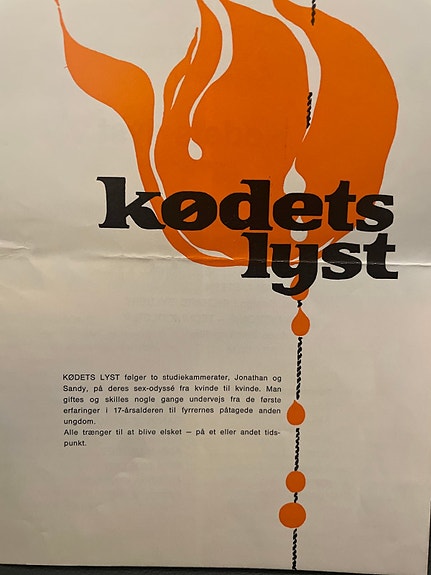 kødets
lyst
KØDETS LYST følger to studiekammerater, Jonathan og
Sandy, på deres sex-odyssé fra kvinde til kvinde. Man
giftes og skilles nogle gange undervejs fra de første
erfaringer i 17-årsalderen til fyrrernes påtagede anden
ungdom.
Alle trænger til at blive elsket — på et eller andet tids-
punkt.